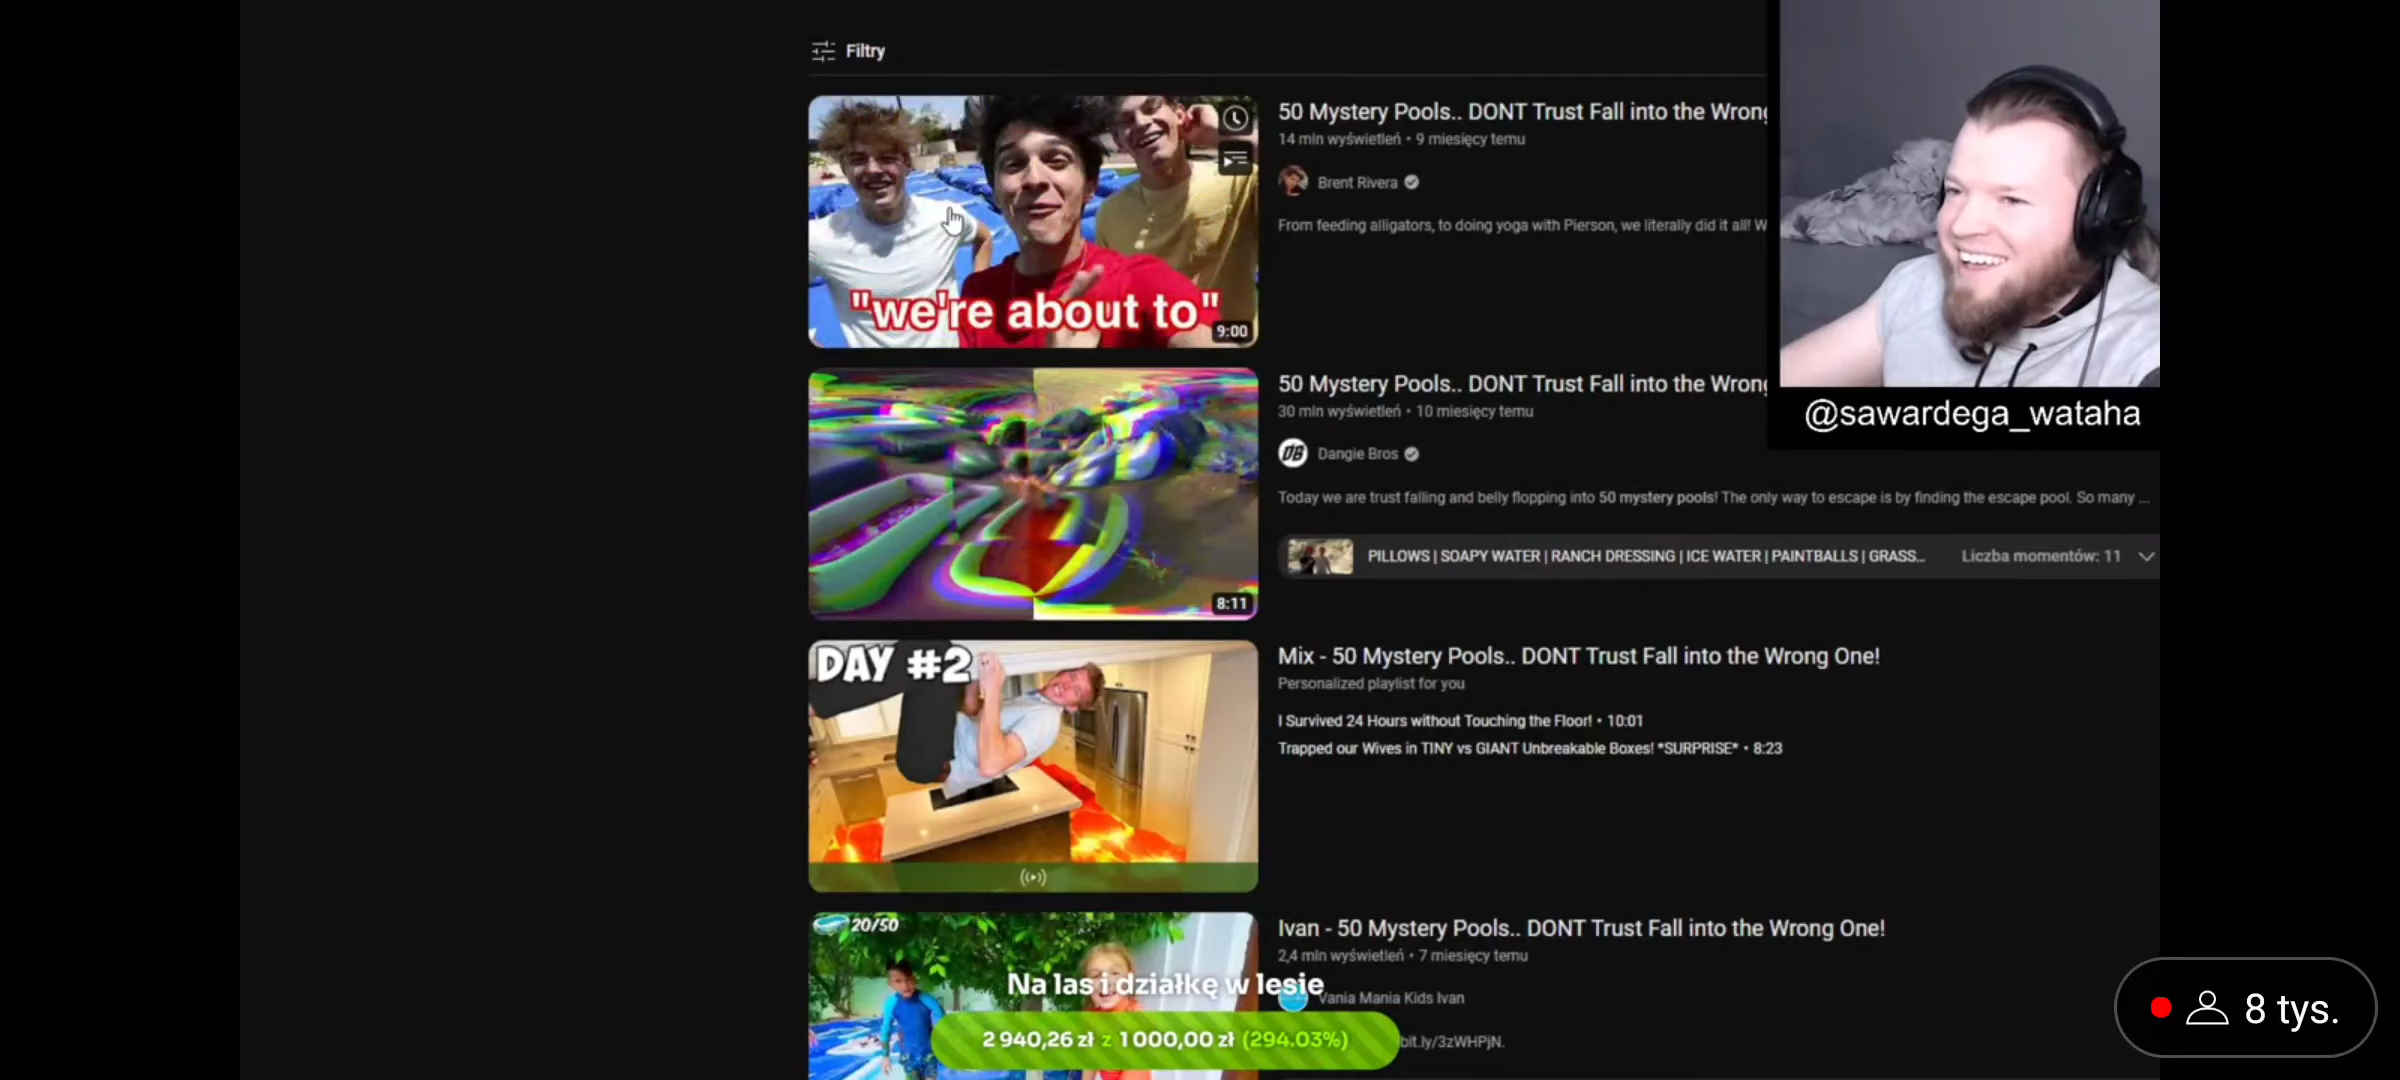 Filtry
50 Mystery Pools.. DONT Trust Fall into the Wrong
14 mln wyświetleń • 9 miesięcy temu
Brent Rivera
From feeding alligators, to doing yoga with Pierson, we literally did it all! W
"we're about to"
9:00
@sawardega_wataha
50 Mystery Pools.. DONT Trust Fall into the Wrong
30 mln wyświetleń • 10 miesięcy temu
DB
Dangie Bros
Today we are trust falling and belly flopping into 50 mystery pools! The only way to escape is by finding the escape pool. So many ...
PILLOWS | SOAPY WATER | RANCH DRESSING | ICE WATER | PAINTBALLS | GRASS... Liczba momentów: 11
8:11
DAY #2
Mix - 50 Mystery Pools.. DONT Trust Fall into the Wrong One!
Personalized playlist for you
I Survived 24 Hours without Touching the Floor! • 10:01
Trapped our Wives in TINY vs GIANT Unbreakable Boxes! *SURPRISE* • 8:23
20/50
Ivan - 50 Mystery Pools.. DONT Trust Fall into the Wrong One!
2,4 mln wyświetleń • 7 miesięcy temu
Vania Mania Kids Ivan
bit.ly/3zWHPjN.
Na las i działkę w lesie
2 940,26 zł z 1 000,00 zł (294.03%)
8 tys.